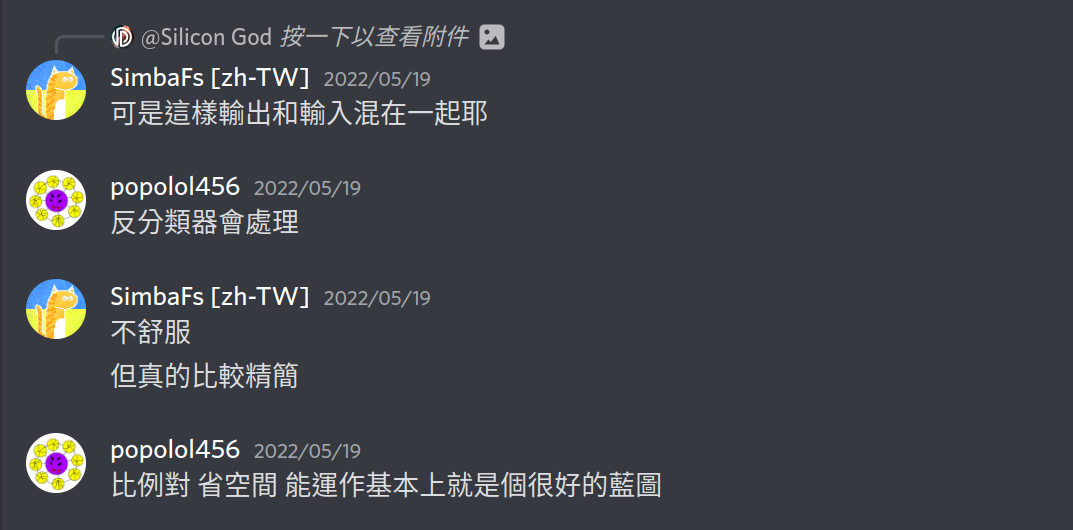 @Silicon God 按一下以查看附件
SimbaFs [zh-TW] 2022/05/19
可是這樣輸出和輸入混在一起耶
popolol456 2022/05/19
反分類器會處理
SimbaFs [zh-TW] 2022/05/19
不舒服
但真的比較精簡
popolol456 2022/05/19
比例對 省空間 能運作基本上就是個很好的藍圖